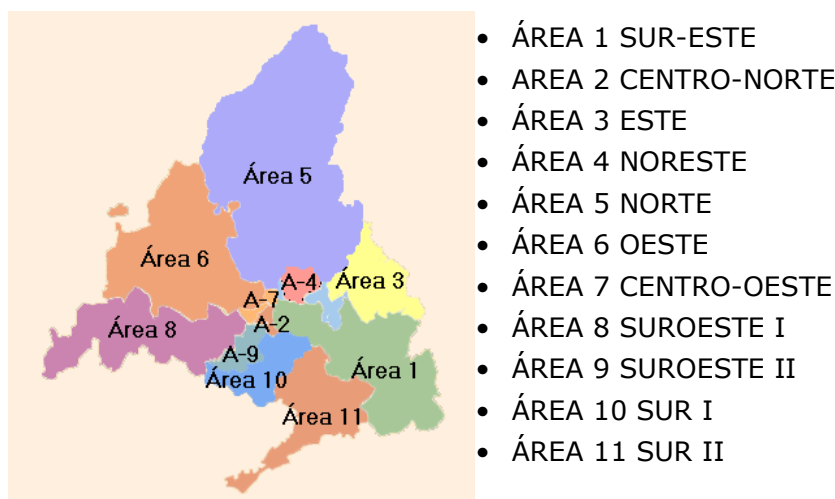 Área 5
Área 6
A-4
Área 3
A-7
Área 8
A-2
A-9
Área 10
Área 1
Área 11
• ÁREA 1 SUR-ESTE
• AREA 2 CENTRO-NORTE
• ÁREA 3 ESTE
• ÁREA 4 NORESTE
• ÁREA 5 NORTE
• ÁREA 6 OESTE
• ÁREA 7 CENTRO-OESTE
• ÁREA 8 SUROESTE I
• ÁREA 9 SUROESTE II
• ÁREA 10 SUR I
• ÁREA 11 SUR II